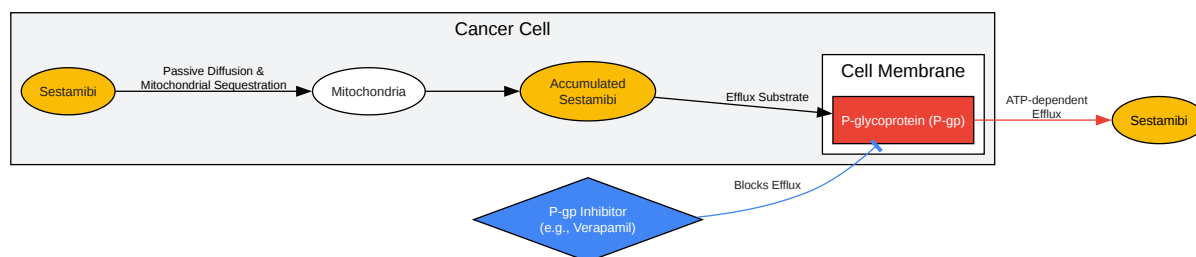 Cancer Cell
Sestamibi
Passive Diffusion &
Mitochondrial Sequestration
Mitochondria
Accumulated
Sestamibi
Efflux Substrate
Cell Membrane
P-glycoprotein (P-gp)
ATP-dependent
Efflux
Sestamibi
Blocks Efflux
P-gp Inhibitor
(e.g., Verapamil)